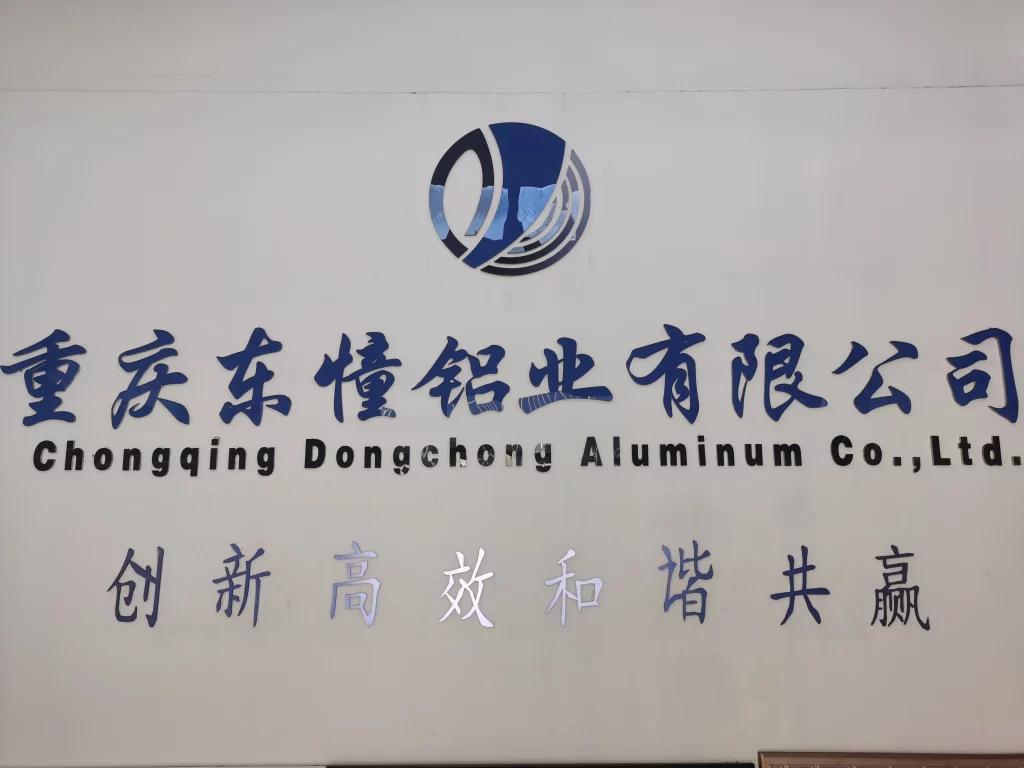 重庆东憧铝业有限公司
Chongqing Dongchong Aluminum Co.,Ltd.
创新高效和谐共赢